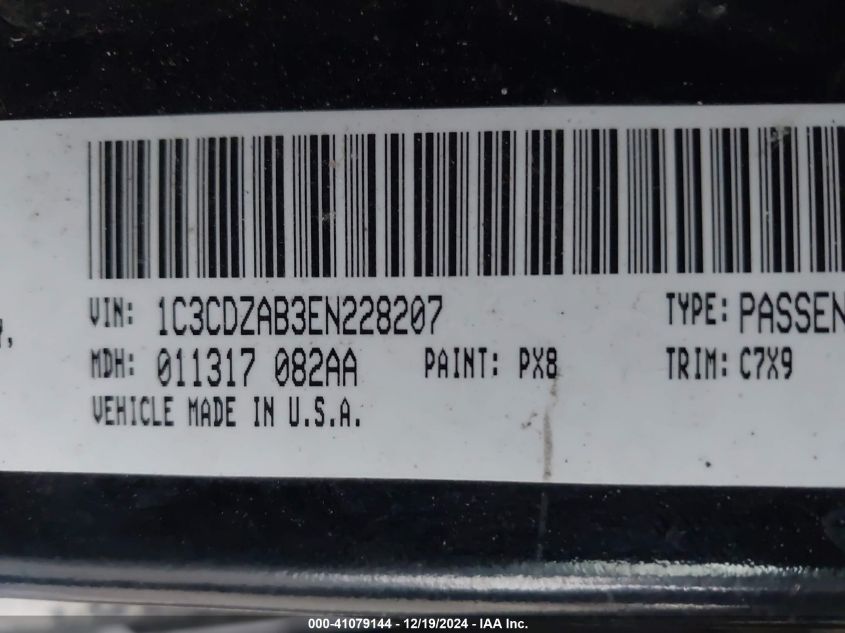 VIN: 1C3CDZAB3EN228207 TYPE: PASSEN
MDH: 011317 082AA PAINT: PX8 TRIM: C7X9
VEHICLE MADE IN U.S.A.
000-41079144 - 12/19/2024 - IAA Inc.